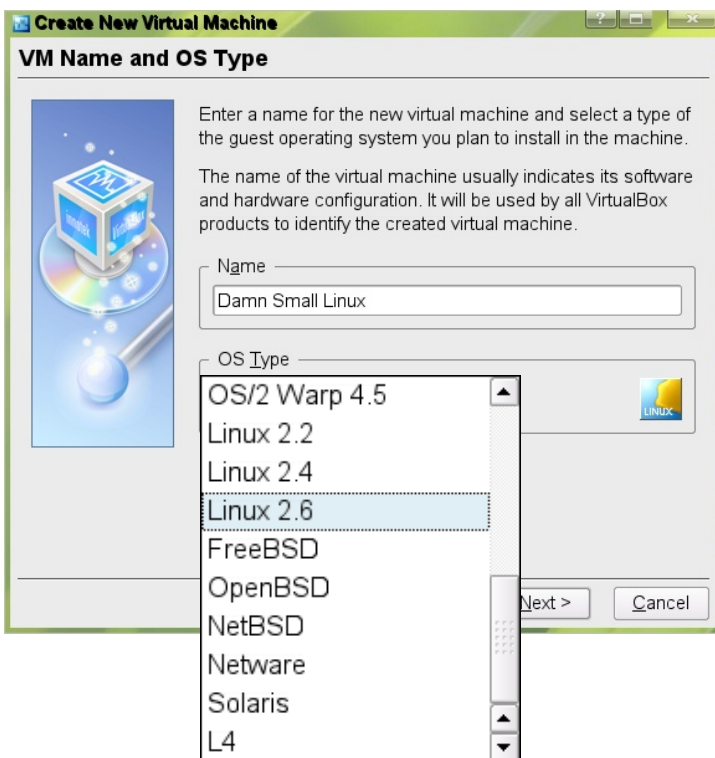 Create New Virtual Machine
VM Name and OS Type
Enter a name for the new virtual machine and select a type of
the guest operating system you plan to install in the machine.
The name of the virtual machine usually indicates its software
and hardware configuration. It will be used by all VirtualBox
products to identify the created virtual machine.
innotek
VirtualBox
Name
Damn Small Linux
OS Type
OS/2 Warp 4.5
LINUX
Linux 2.2
Linux 2.4
Linux 2.6
FreeBSD
OpenBSD
Next >
Cancel
NetBSD
Netware
Solaris
L4